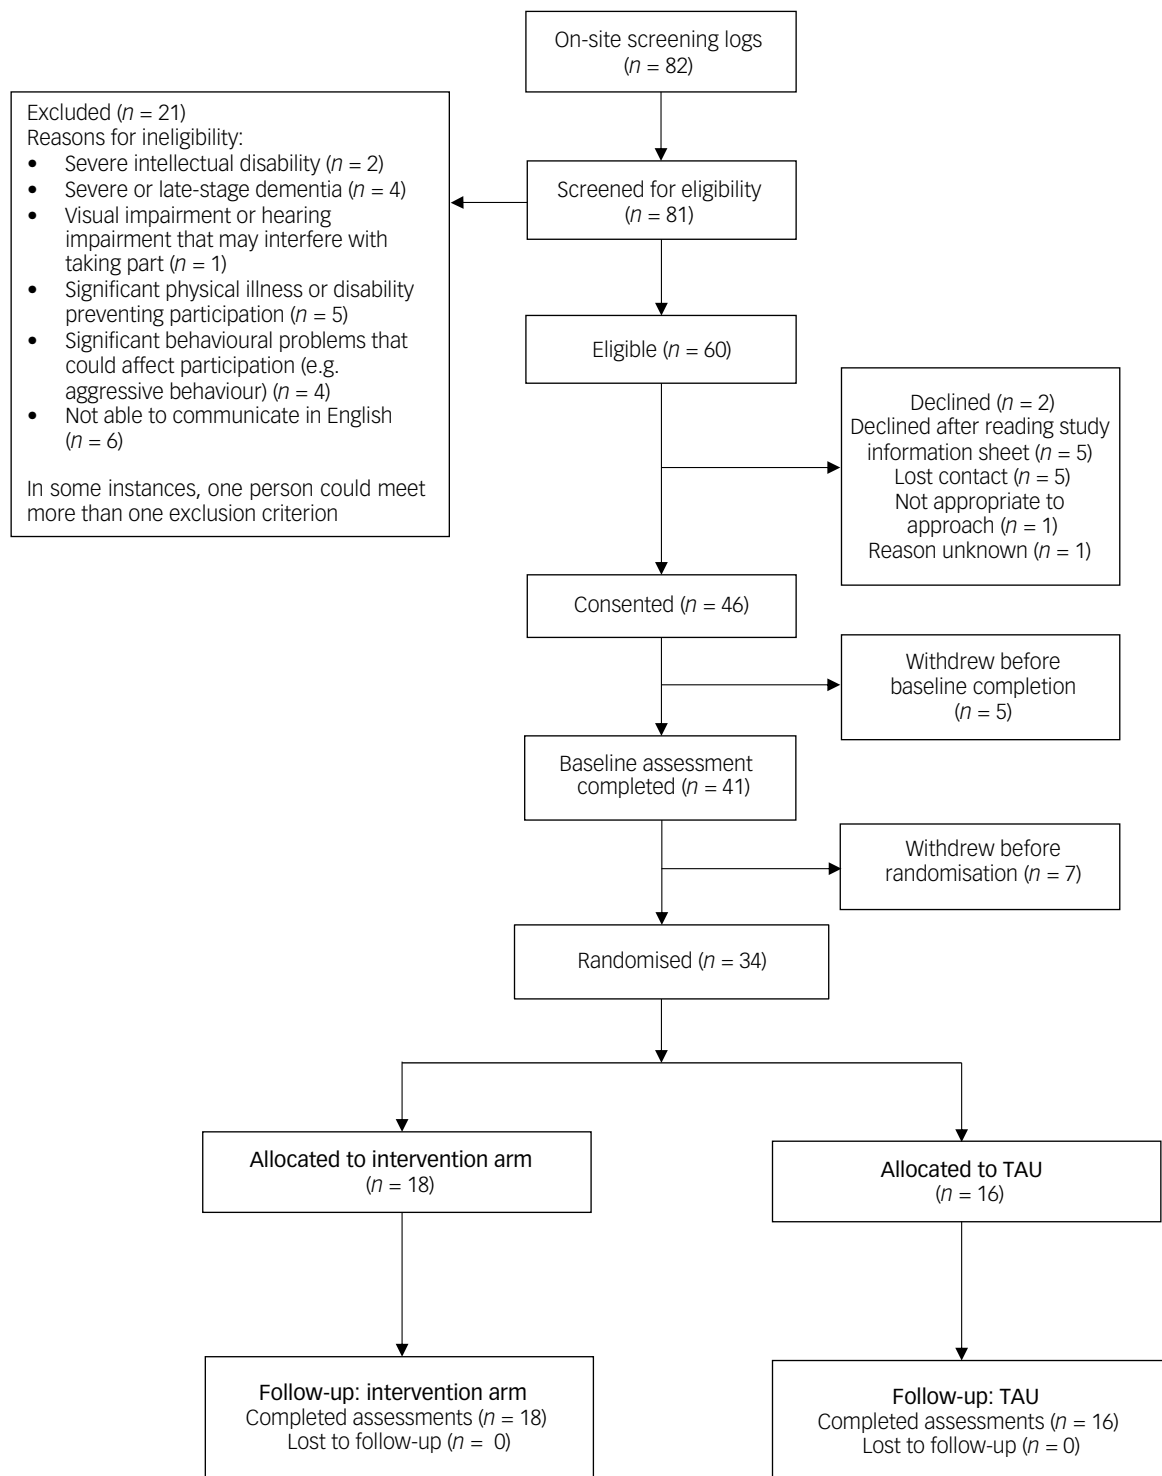 On-site screening logs
(n = 82)
Excluded (n = 21)
Reasons for ineligibility:
• Severe intellectual disability (n = 2)
• Severe or late-stage dementia (n = 4)
• Visual impairment or hearing
impairment that may interfere with
taking part (n = 1)
• Significant physical illness or disability
preventing participation (n = 5)
• Significant behavioural problems that
could affect participation (e.g.
aggressive behaviour) (n = 4)
• Not able to communicate in English
(n = 6)
In some instances, one person could meet
more than one exclusion criterion
Screened for eligibility
(n = 81)
Eligible (n = 60)
Declined (n = 2)
Declined after reading study
information sheet (n = 5)
Lost contact (n = 5)
Not appropriate to
approach (n = 1)
Reason unknown (n = 1)
Consented (n = 46)
Withdrew before
baseline completion
(n = 5)
Baseline assessment
completed (n = 41)
Withdrew before
randomisation (n = 7)
Randomised (n = 34)
Allocated to intervention arm
(n = 18)
Allocated to TAU
(n = 16)
Follow-up: intervention arm
Completed assessments (n = 18)
Lost to follow-up (n = 0)
Follow-up: TAU
Completed assessments (n = 16)
Lost to follow-up (n = 0)